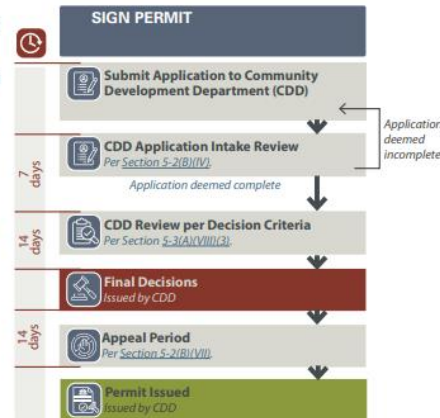 SIGN PERMIT
Submit Application to Community
Development Department (CDD)
Application
deemed
incomplete
CDD Application Intake Review
Per Section 5-2(B)(IV).
7
days
Application deemed complete
CDD Review per Decision Criteria
Per Section 5-3(A)(VIII)(3).
14
days
Final Decisions
Issued by CDD
14
days
Appeal Period
Per Section 5-2(B)(VII).
Permit Issued
Issued by CDD